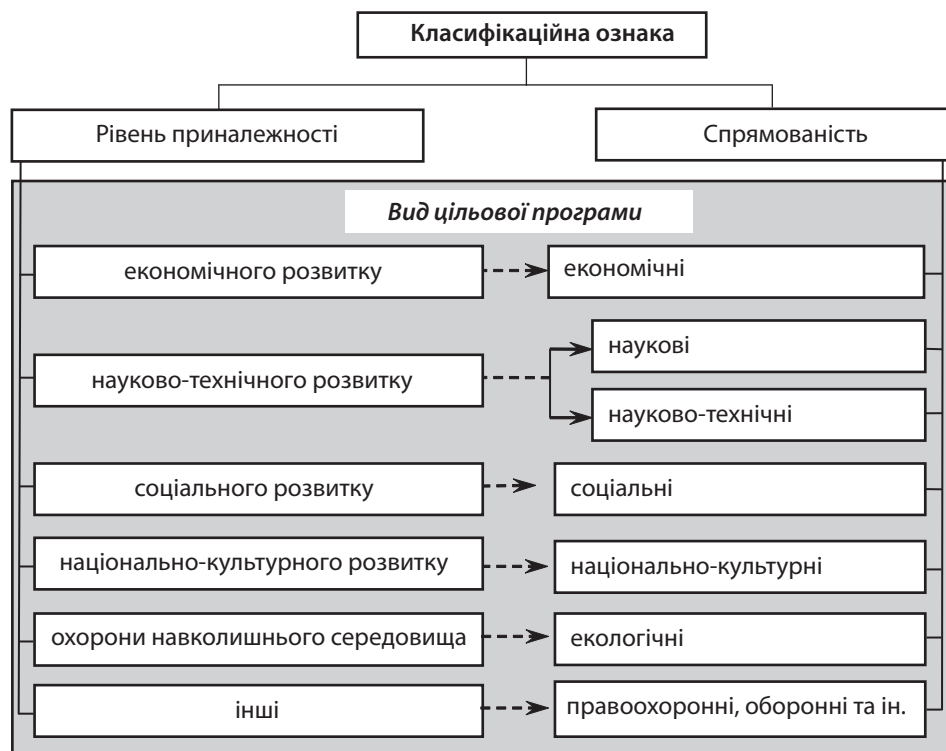 Класифікаційна ознака
Рівень приналежності
Спрямованість
Вид цільової програми
економічного розвитку
економічні
науково-технічного розвитку
наукові
науково-технічні
соціального розвитку
соціальні
національно-культурного розвитку
національно-культурні
охорони навколишнього середовища
екологічні
інші
правоохоронні, оборонні та ін.